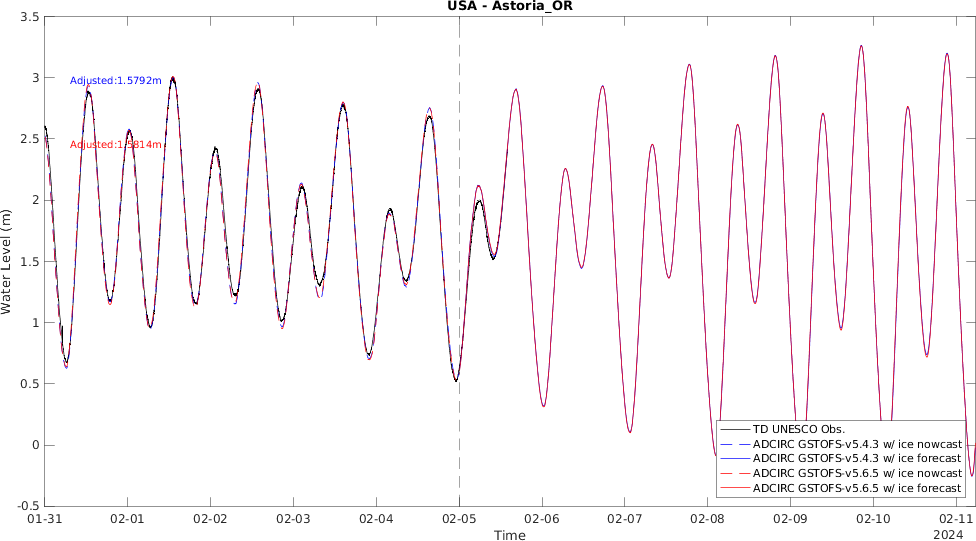 USA - Astoria_OR
3.5
3
2.5
2
1.5
1
0.5
0
-0.5
Water Level (m)
Adjusted:1.5792m
Adjusted:1.5814m
TD UNESCO Obs.
ADCIRC GSTOFS-v5.4.3 w/ ice nowcast
ADCIRC GSTOFS-v5.4.3 w/ ice forecast
ADCIRC GSTOFS-v5.6.5 w/ ice nowcast
ADCIRC GSTOFS-v5.6.5 w/ ice forecast
01-31 02-01 02-02 02-03 02-04 02-05 02-06 02-07 02-08 02-09 02-10 02-11
Time 2024